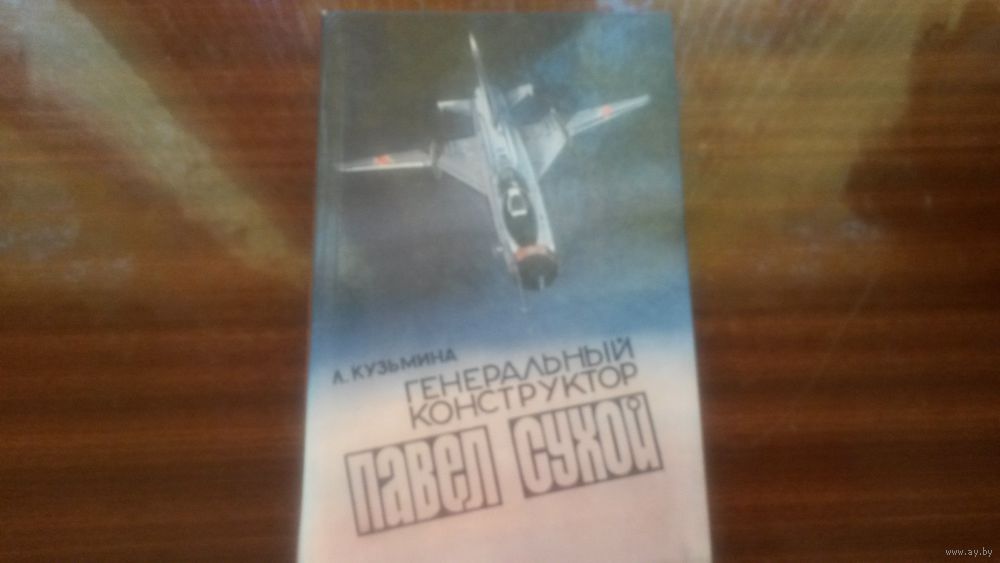 Л. КУЗЬМИНА
ГЕНЕРАЛЬНЫЙ
КОНСТРУКТОР
ПАВЕЛ СУХОЙ
www.ay.by